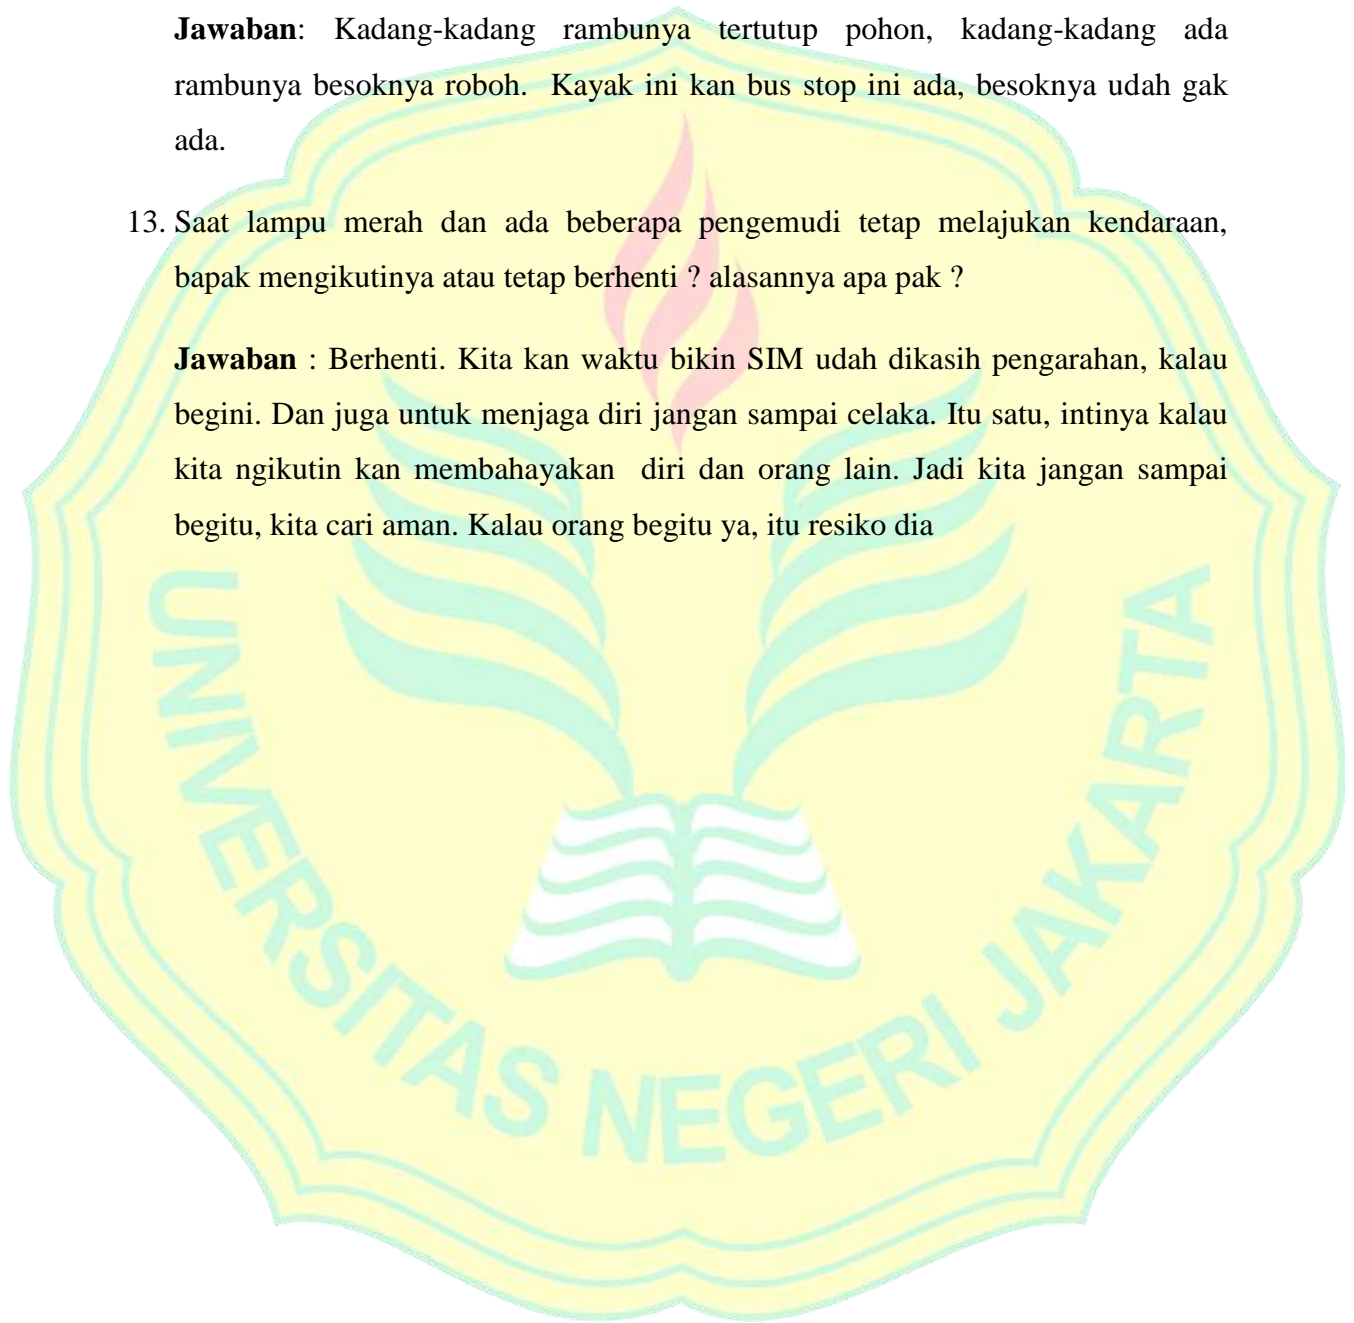 Jawaban: Kadang-kadang rambunya tertutup pohon, kadang-kadang ada
rambunya besoknya roboh. Kayak ini kan bus stop ini ada, besoknya udah gak
ada.
13. Saat lampu merah dan ada beberapa pengemudi tetap melajukan kendaraan,
bapak mengikutinya atau tetap berhenti ? alasannya apa pak ?
Jawaban : Berhenti. Kita kan waktu bikin SIM udah dikasih pengarahan, kalau
begini. Dan juga untuk menjaga diri jangan sampai celaka. Itu satu, intinya kalau
kita ngikutin kan membahayakan diri dan orang lain. Jadi kita jangan sampai
begitu, kita cari aman. Kalau orang begitu ya, itu resiko dia
UNIVERSITAS NEGERI JAKARTA